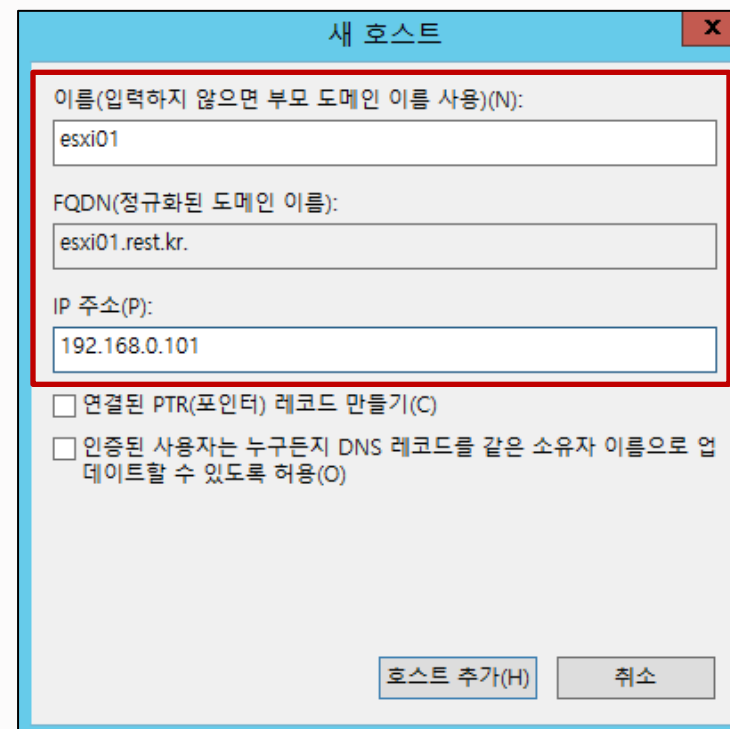 새 호스트
x
이름(입력하지 않으면 부모 도메인 이름 사용)(N):
esxi01
FQDN(정규화된 도메인 이름):
esxi01.rest.kr.
IP 주소(P):
192.168.0.101
연결된 PTR(포인터) 레코드 만들기(C)
인증된 사용자는 누구든지 DNS 레코드를 같은 소유자 이름으로 업
데이트할 수 있도록 허용(O)
호스트 추가(H)
취소